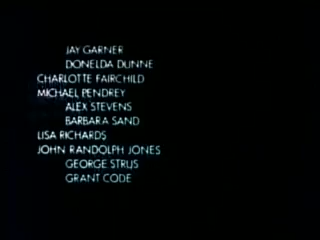 JAY GARNER
DONELDA DUNNE
CHARLOTTE FAIRCHILD
MICHAEL PENDREY
ALEX STEVENS
BARBARA SAND
LISA RICHARDS
JOHN RANDOLPH JONES
GEORGE STRUS
GRANT CODE